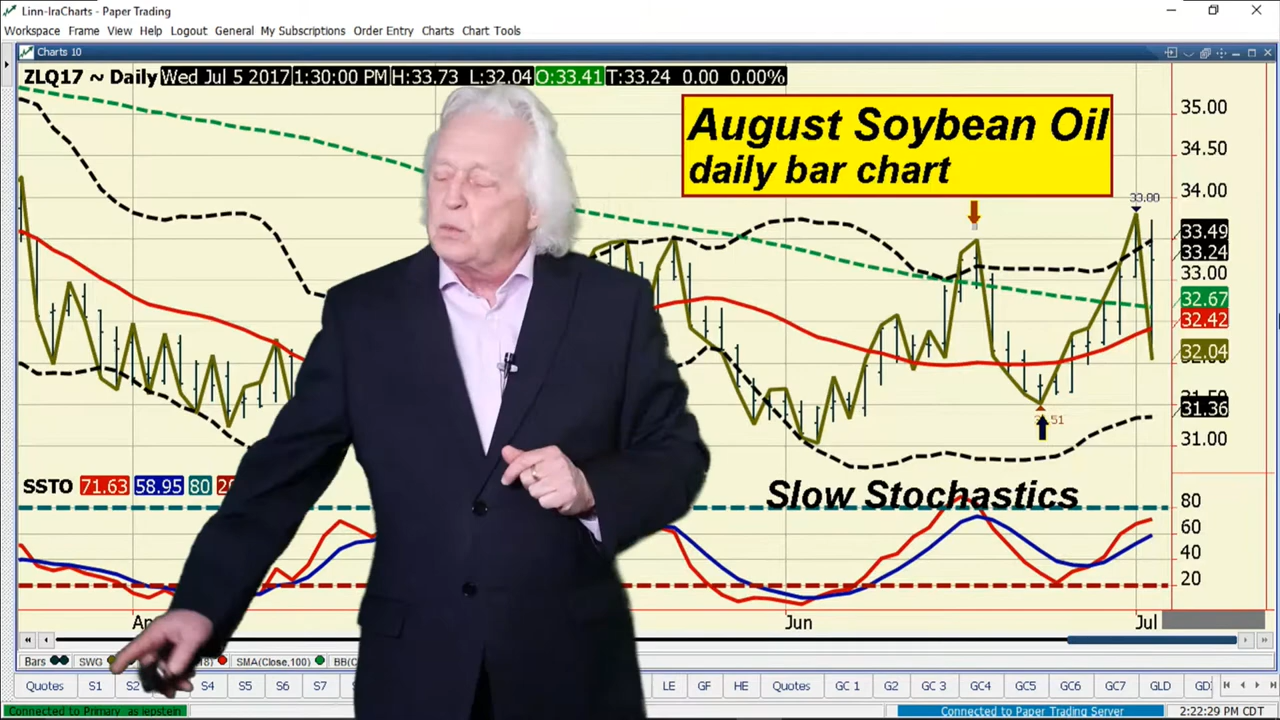 Linn-IraCharts - Paper Trading
Workspace Frame View Help Logout General My Subscriptions Order Entry Charts Chart Tools
Charts 10
ZLQ17 ~ Daily Wed Jul 5 2017 1:30:00 PM H:33.73 L:32.04 O:33.41 T:33.24 0.00 0.00%
August Soybean Oil
daily bar chart
35.00
34.50
34.00
33.49
33.24
33.00
32.67
32.42
32.04
31.36
31.00
SSTO 71.63 58.95 80
Slow Stochastics
80
60
40
20
Jun Jul
Bars SWG SMA(Close,100)
Quotes S1 S2 S4 S5 S6 S7 LE GF HE Quotes GC 1 G2 GC 3 GC4 GC5 GC6 GC7 GLD
Connected to Primary as iepstein Connected to Paper Trading Server 2:22:29 PM CDT